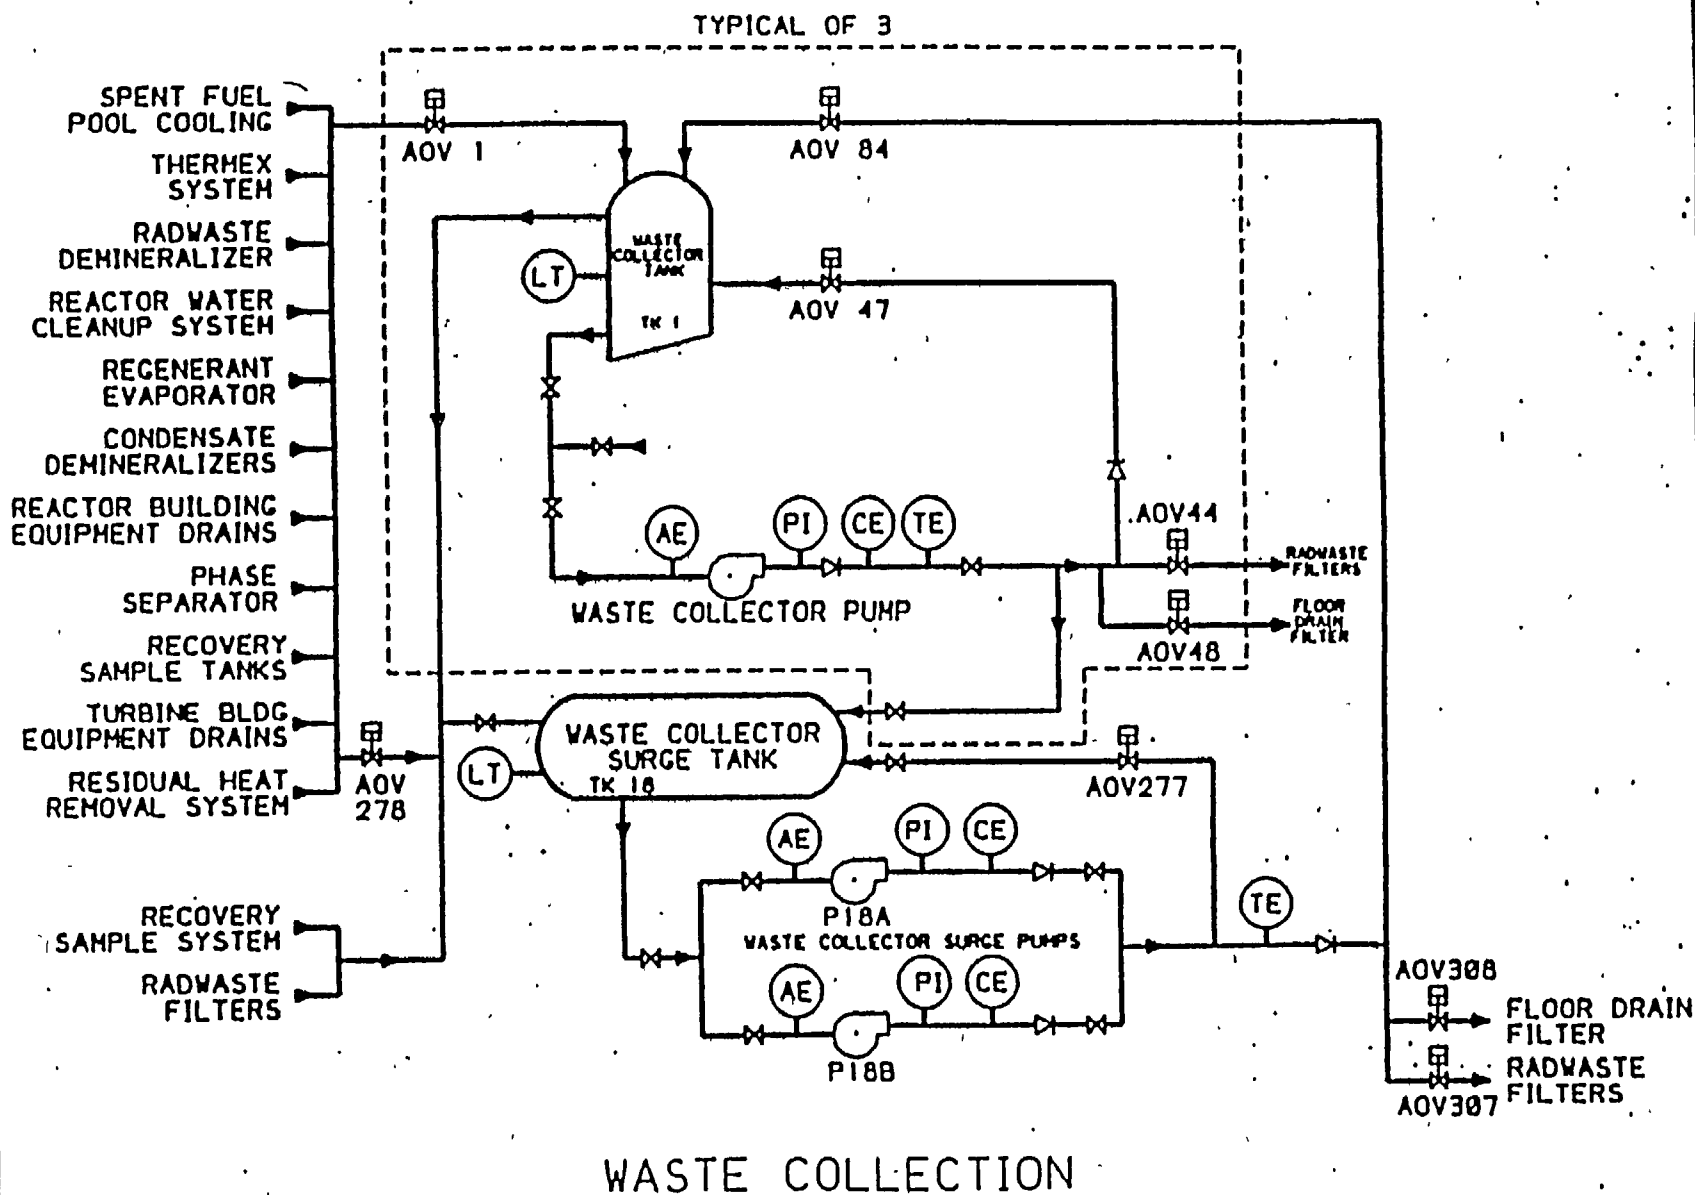 TYPICAL OF 3
SPENT FUEL
POOL COOLING
THERMEX
SYSTEM
RADWASTE
DEMINERALIZER
REACTOR WATER
CLEANUP SYSTEM
REGENERANT
EVAPORATOR
CONDENSATE
DEMINERALIZERS
REACTOR BUILDING
EQUIPMENT DRAINS
PHASE
SEPARATOR
RECOVERY
SAMPLE TANKS
TURBINE BLDG
EQUIPMENT DRAINS
RESIDUAL HEAT
REMOVAL SYSTEM
AOV
278
RECOVERY
SAMPLE SYSTEM
RADWASTE
FILTERS
AOV 1
AOV 84
WASTE
COLLECTOR
TANK
TK 1
LT
AOV 47
AE
PI
CE
TE
WASTE COLLECTOR PUMP
AOV44
RADWASTE
FILTERS
FLOOR
DRAIN
FILTER
AOV48
WASTE COLLECTOR
SURGE TANK
TK 18
LT
AOV277
AE
PI
CE
P18A
WASTE COLLECTOR SURGE PUMPS
AE
PI
CE
P18B
TE
AOV308
FLOOR DRAIN
FILTER
RADWASTE
FILTERS
AOV307
WASTE COLLECTION